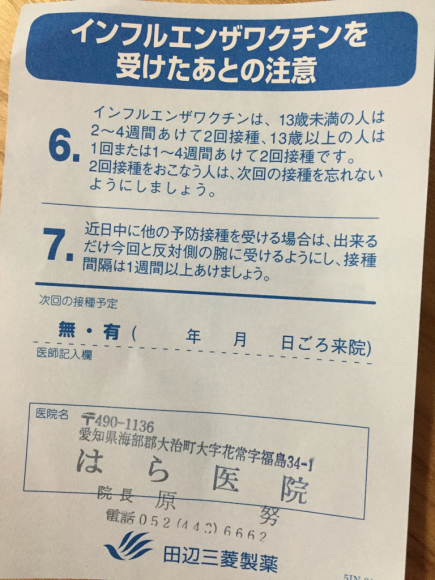 インフルエンザワクチンを
受けたあとの注意
6. インフルエンザワクチンは、13歳未満の人は
2〜4週間あけて2回接種、13歳以上の人は
1回または1〜4週間あけて2回接種です。
2回接種をおこなう人は、次回の接種を忘れない
ようにしましょう。
7. 近日中に他の予防接種を受ける場合は、出来る
だけ今回と反対側の腕に受けるようにし、接種
間隔は1週間以上あけましょう。
次回の接種予定
無・有(　　年　　月　　日ごろ来院)
医師記入欄
医院名
〒490-1136
愛知県海部郡大治町大字花常字福島34-1
はら医院
院長 原 努
電話052(443)6662
田辺三菱製薬